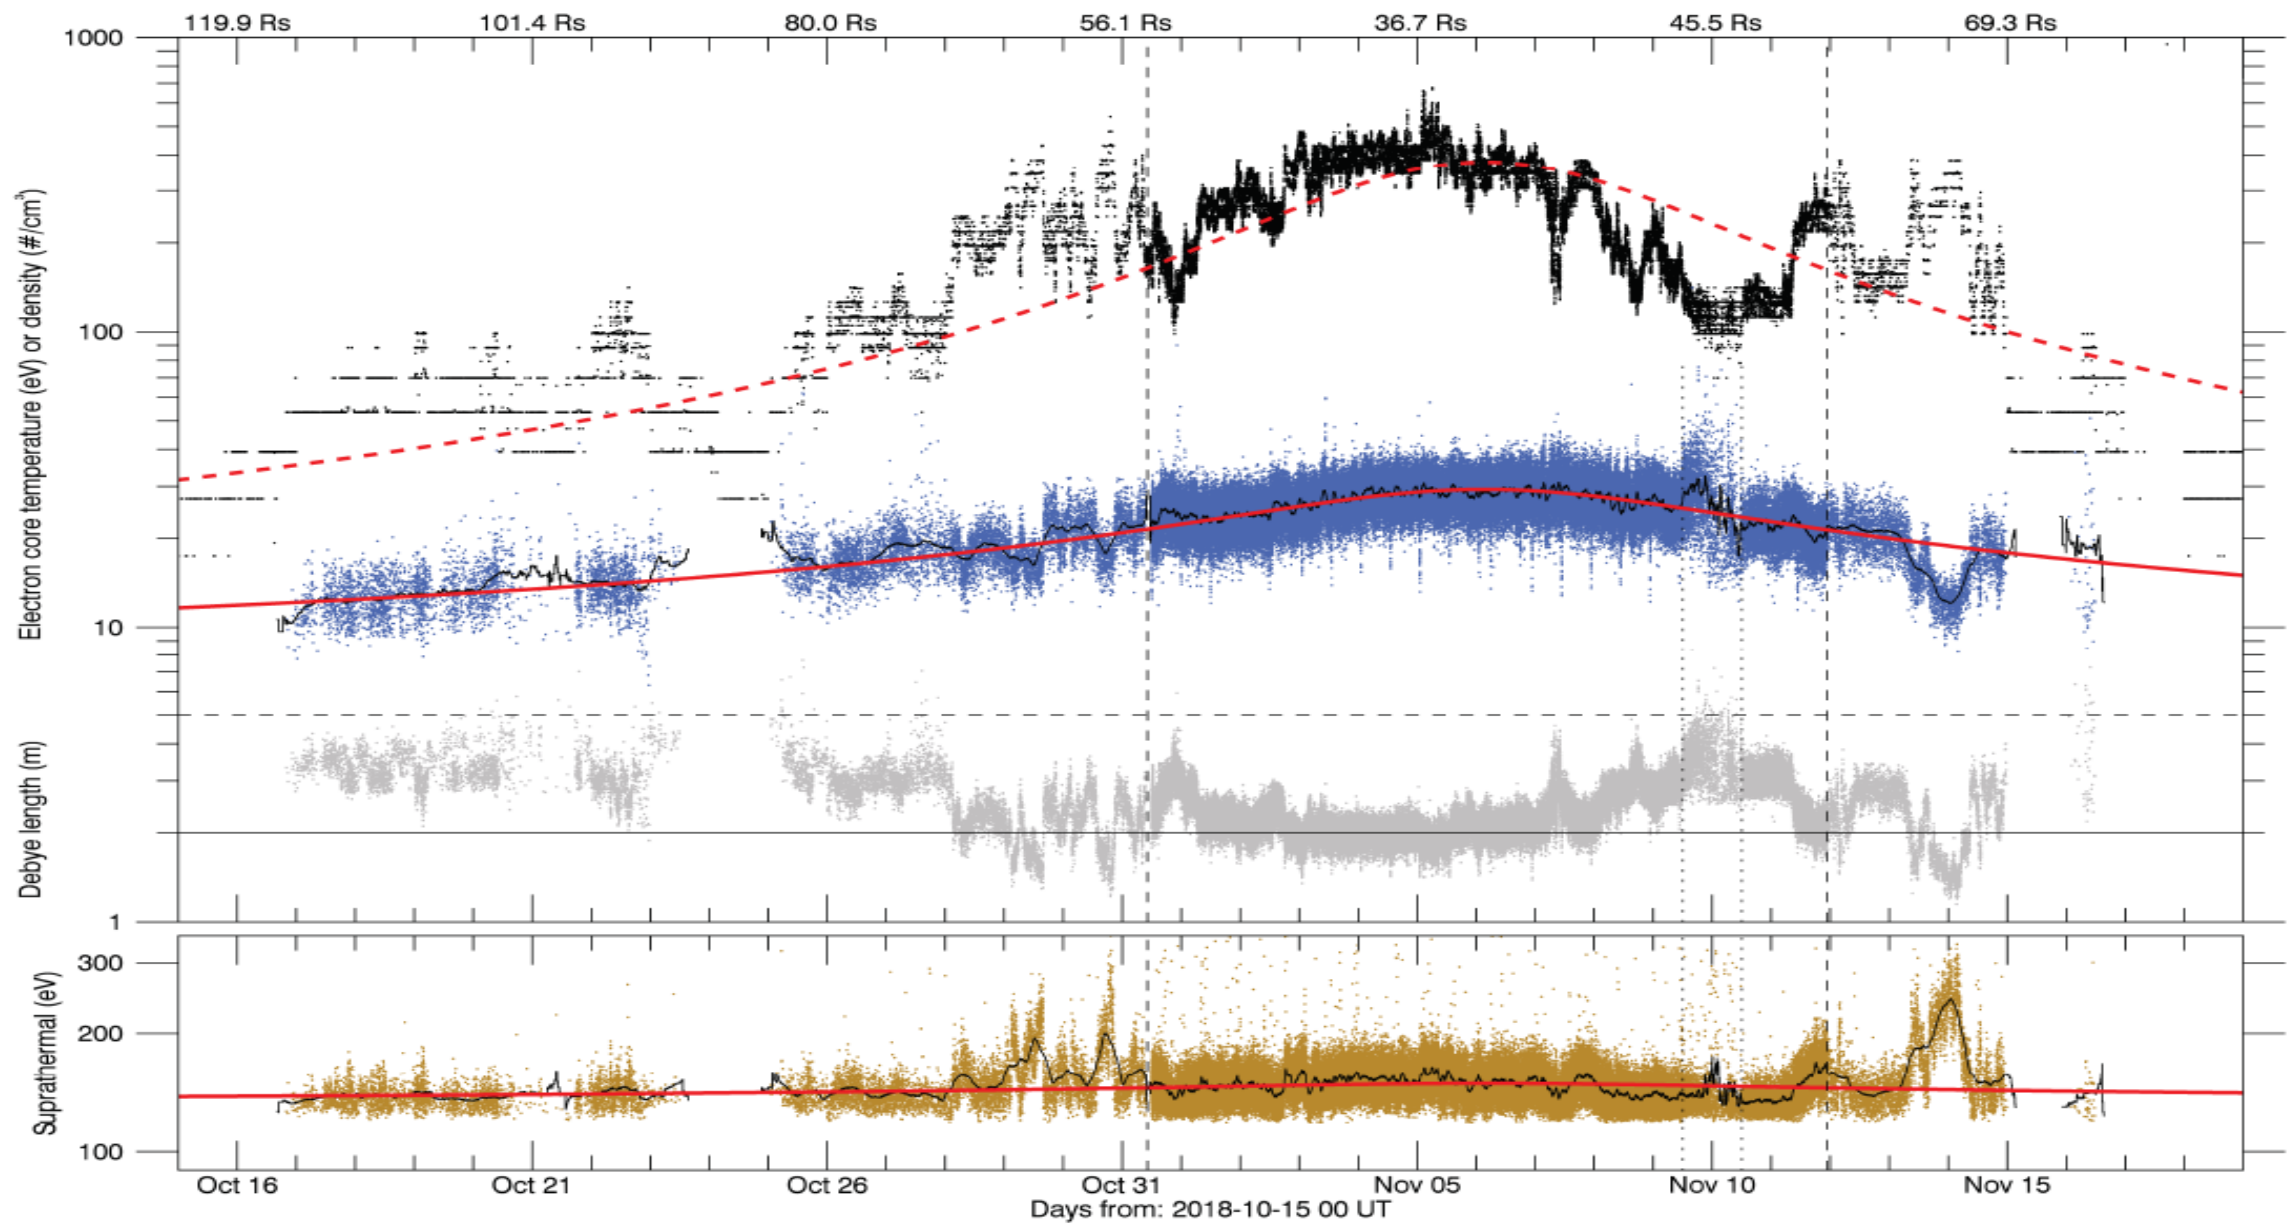 119.9 Rs 101.4 Rs 80.0 Rs 56.1 Rs 36.7 Rs 45.5 Rs 69.3 Rs
1000
100
10
1
Electron core temperature (eV) or density (#/cm³)
Debye length (m)
300
200
100
Suprathermal (eV)
Oct 16 Oct 21 Oct 26 Oct 31 Nov 05 Nov 10 Nov 15
Days from: 2018-10-15 00 UT